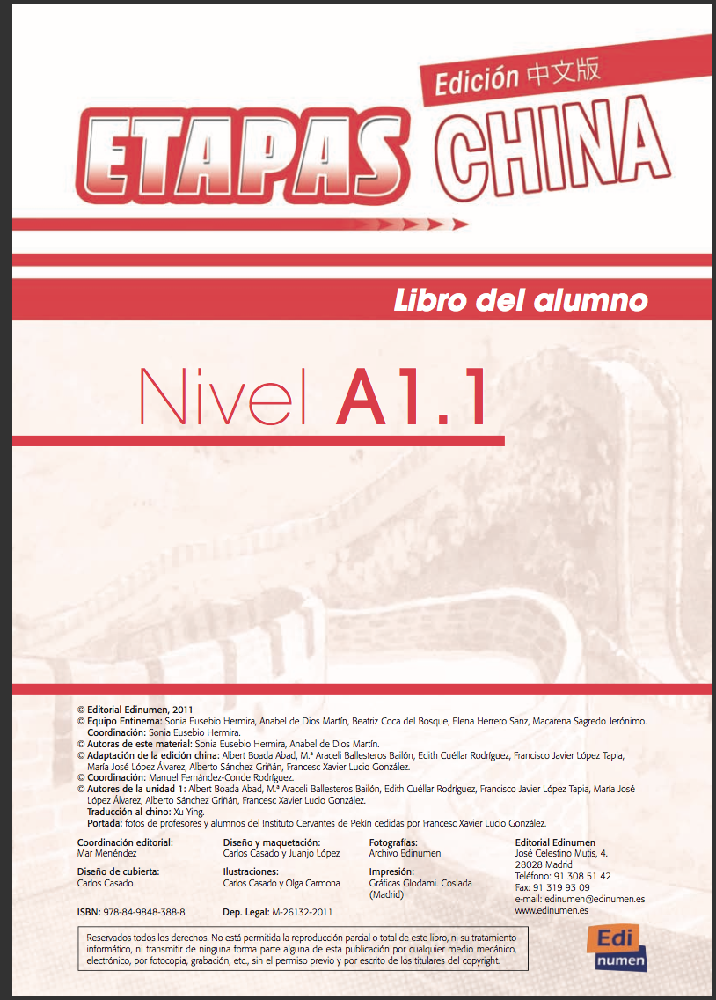 Edición 中文版
ETAPAS CHINA
Libro del alumno
Nivel A1.1
© Editorial Edinumen, 2011
© Equipo Entinema: Sonia Eusebio Hermira, Anabel de Dios Martín, Beatriz Coca del Bosque, Elena Herrero Sanz, Macarena Sagredo Jerónimo.
Coordinación: Sonia Eusebio Hermira.
© Autoras de este material: Sonia Eusebio Hermira, Anabel de Dios Martín.
© Adaptación de la edición china: Albert Boada Abad, M.ª Araceli Ballesteros Bailón, Edith Cuéllar Rodríguez, Francisco Javier López Tapia,
María José López Álvarez, Alberto Sánchez Griñán, Francesc Xavier Lucio González.
© Coordinación: Manuel Fernández-Conde Rodríguez.
© Autores de la unidad 1: Albert Boada Abad, M.ª Araceli Ballesteros Bailón, Edith Cuéllar Rodríguez, Francisco Javier López Tapia, María José
López Álvarez, Alberto Sánchez Griñán, Francesc Xavier Lucio González.
Traducción al chino: Xu Ying.
Portada: fotos de profesores y alumnos del Instituto Cervantes de Pekín cedidas por Francesc Xavier Lucio González.
Coordinación editorial:
Mar Menéndez
Diseño de cubierta:
Carlos Casado
Diseño y maquetación:
Carlos Casado y Juanjo López
Ilustraciones:
Carlos Casado y Olga Carmona
Fotografías:
Archivo Edinumen
Impresión:
Gráficas Glodami. Coslada
(Madrid)
Editorial Edinumen
José Celestino Mutis, 4.
28028 Madrid
Teléfono: 91 308 51 42
Fax: 91 319 93 09
e-mail: edinumen@edinumen.es
www.edinumen.es
ISBN: 978-84-9848-388-8
Dep. Legal: M-26132-2011
Reservados todos los derechos. No está permitida la reproducción parcial o total de este libro, ni su tratamiento
informático, ni transmitir de ninguna forma parte alguna de esta publicación por cualquier medio mecánico,
electrónico, por fotocopia, grabación, etc., sin el permiso previo y por escrito de los titulares del copyright.
Edi
numen